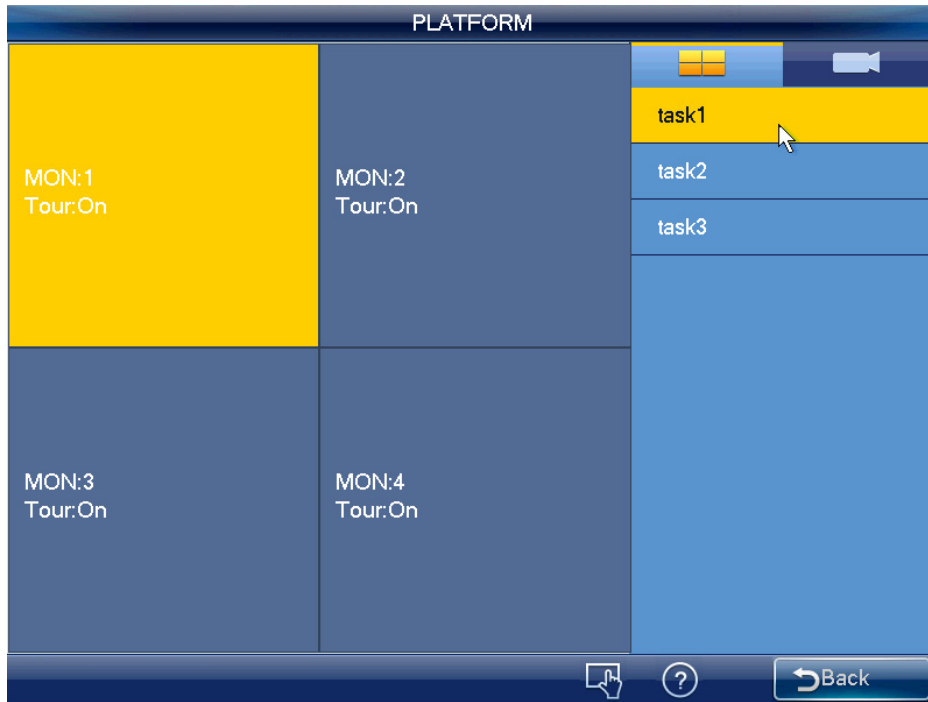 PLATFORM
MON:1
Tour:On
MON:2
Tour:On
MON:3
Tour:On
MON:4
Tour:On
task1
task2
task3
?
Back